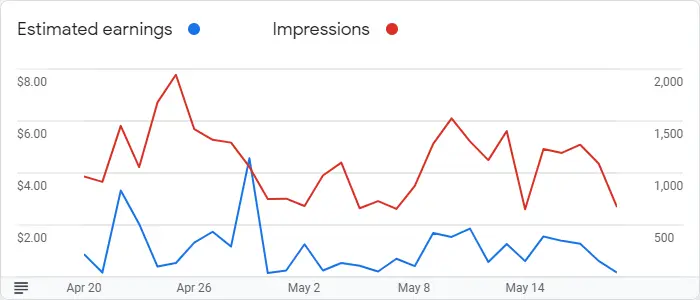 Estimated earnings Impressions
$8.00 2,000
$6.00 1,500
$4.00 1,000
$2.00 500
Apr 20 Apr 26 May 2 May 8 May 14